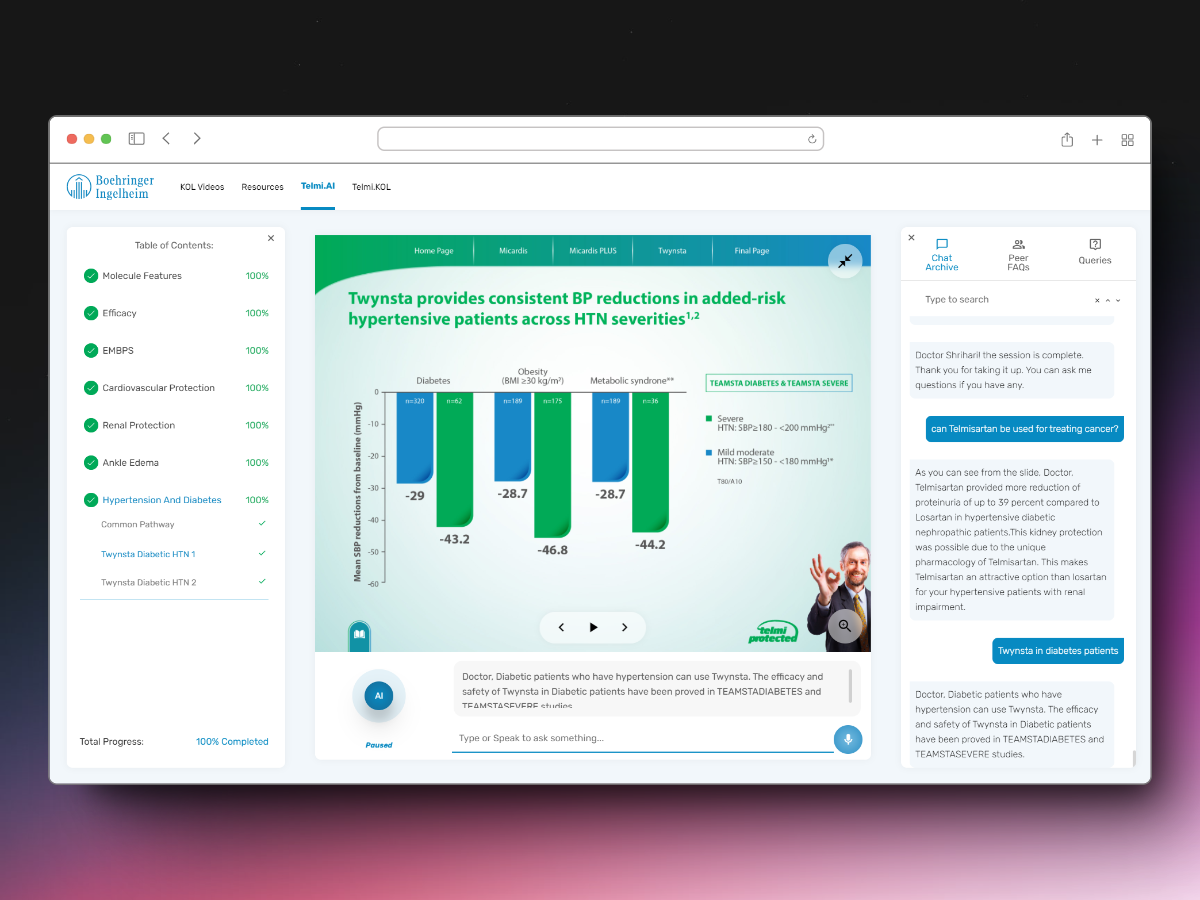 Boehringer
Ingelheim
KOL Videos
Resources
Telmi.AI
Telmi.KOL
Table of Contents:
Molecule Features 100%
Efficacy 100%
EMBPS 100%
Cardiovascular Protection 100%
Renal Protection 100%
Ankle Edema 100%
Hypertension And Diabetes 100%
Common Pathway
Twynsta Diabetic HTN 1
Twynsta Diabetic HTN 2
Total Progress: 100% Completed
Home Page
Micardis
Micardis PLUS
Twynsta
Final Page
Twynsta provides consistent BP reductions in added-risk
hypertensive patients across HTN severities1,2
Mean SBP reductions from baseline (mmHg)
0
-10
-20
-30
-40
-50
-60
Diabetes
Obesity
(BMI ≥30 kg/m²)
Metabolic syndrone**
n=320
n=62
n=189
n=175
n=189
n=36
-29
-43.2
-28.7
-46.8
-28.7
-44.2
TEAMSTA DIABETES & TEAMSTA SEVERE
Severe
HTN: SBP≥180 - <200 mmHg
Mild moderate
HTN: SBP≥150 - <180 mmHg
T80/A10
telmi
protected
AI
Paused
Doctor, Diabetic patients who have hypertension can use Twynsta. The efficacy and
safety of Twynsta in Diabetic patients have been proved in TEAMSTADIABETES and
TEAMSTASEVERE studies
Type or Speak to ask something...
Chat
Archive
Peer
FAQs
Queries
Type to search
Doctor Shrihari! the session is complete.
Thank you for taking it up. You can ask me
questions if you have any.
can Telmisartan be used for treating cancer?
As you can see from the slide. Doctor.
Telmisartan provided more reduction of
proteinuria of up to 39 percent compared to
Losartan in hypertensive diabetic
nephropathic patients.This kidney protection
was possible due to the unique
pharmacology of Telmisartan. This makes
Telmisartan an attractive option than losartan
for your hypertensive patients with renal
impairment.
Twynsta in diabetes patients
Doctor, Diabetic patients who have
hypertension can use Twynsta. The efficacy
and safety of Twynsta in Diabetic patients
have been proved in TEAMSTADIABETES and
TEAMSTASEVERE studies.